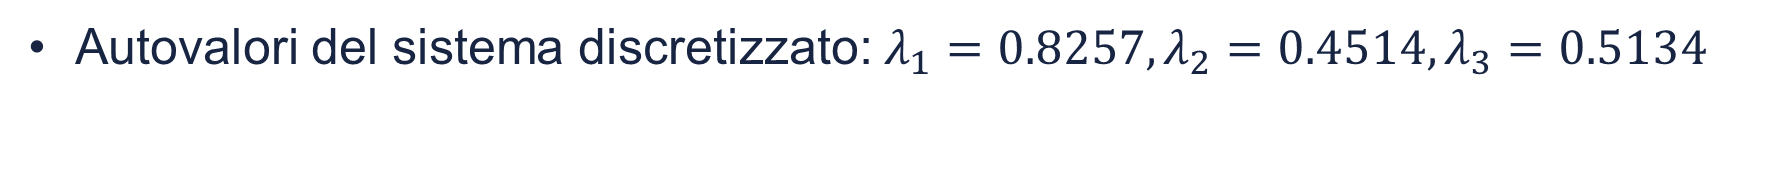 • Autovalori del sistema discretizzato: 𝜆₁ = 0.8257, 𝜆₂ = 0.4514, 𝜆₃ = 0.5134